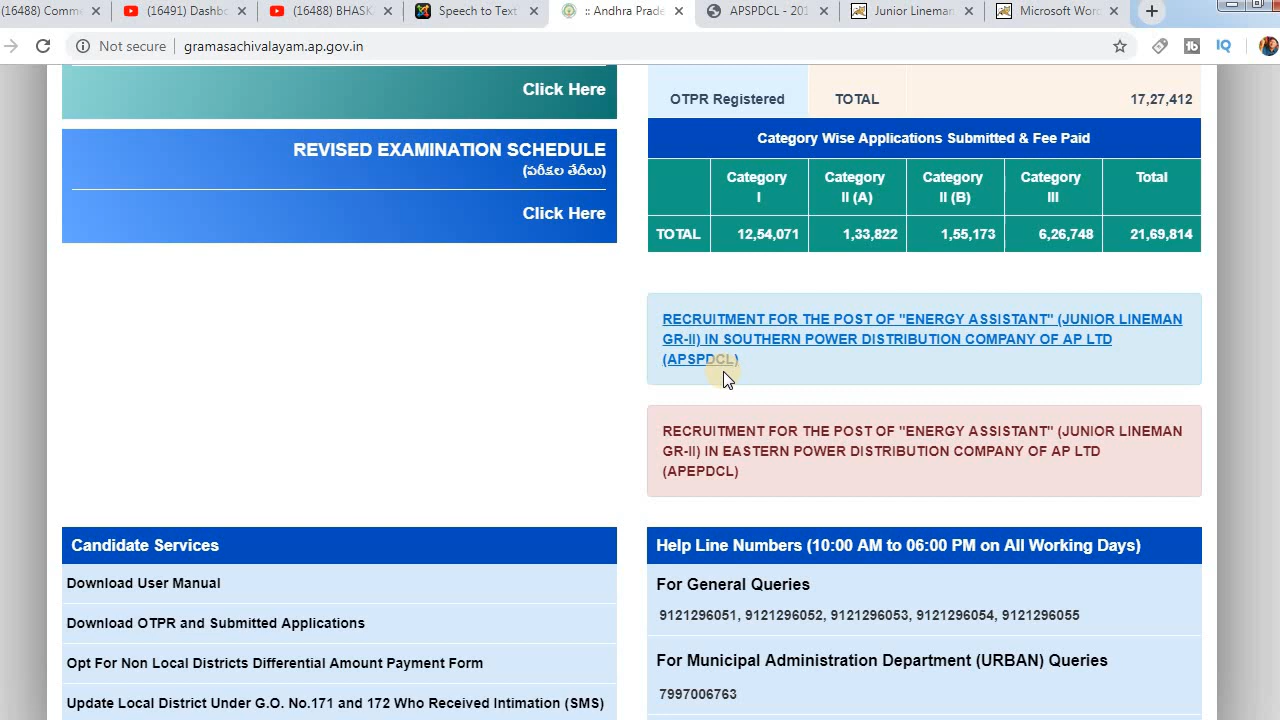 (16488) Comme
(16491) Dashbo
(16488) BHASK
Speech to Text
:: Andhra Prade
APSPDCL - 201
Junior Lineman
Microsoft Word
Not secure
gramasachivalayam.ap.gov.in
Click Here
REVISED EXAMINATION SCHEDULE
(పరీక్షల తేదీలు)
Click Here
OTPR Registered TOTAL 17,27,412
Category Wise Applications Submitted & Fee Paid
Category I Category II (A) Category II (B) Category III Total
TOTAL 12,54,071 1,33,822 1,55,173 6,26,748 21,69,814
RECRUITMENT FOR THE POST OF "ENERGY ASSISTANT" (JUNIOR LINEMAN
GR-II) IN SOUTHERN POWER DISTRIBUTION COMPANY OF AP LTD
(APSPDCL)
RECRUITMENT FOR THE POST OF "ENERGY ASSISTANT" (JUNIOR LINEMAN
GR-II) IN EASTERN POWER DISTRIBUTION COMPANY OF AP LTD
(APEPDCL)
Candidate Services
Download User Manual
Download OTPR and Submitted Applications
Opt For Non Local Districts Differential Amount Payment Form
Update Local District Under G.O. No.171 and 172 Who Received Intimation (SMS)
Help Line Numbers (10:00 AM to 06:00 PM on All Working Days)
For General Queries
9121296051, 9121296052, 9121296053, 9121296054, 9121296055
For Municipal Administration Department (URBAN) Queries
7997006763